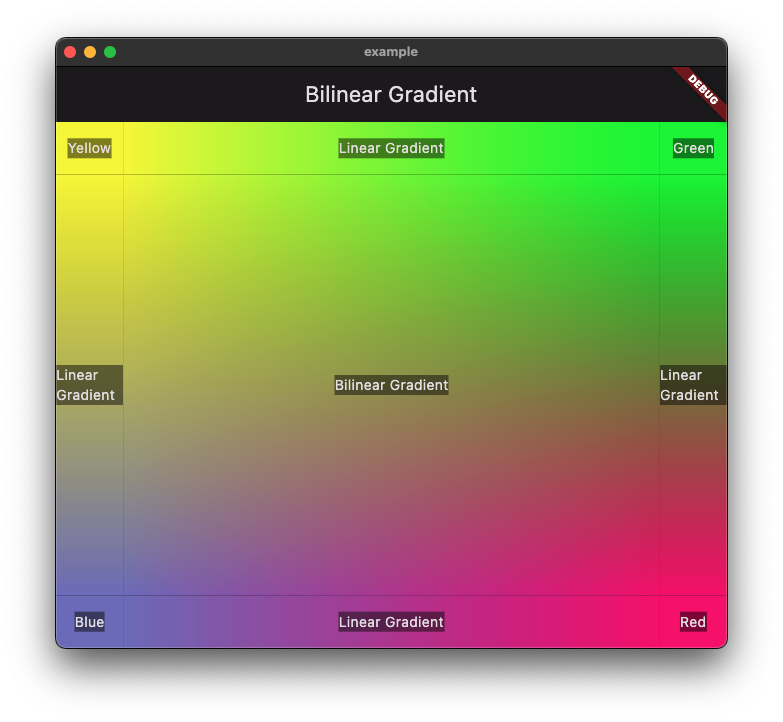 example
Bilinear Gradient
DEBUG
Yellow
Linear Gradient
Green
Linear
Gradient
Bilinear Gradient
Linear
Gradient
Blue
Linear Gradient
Red